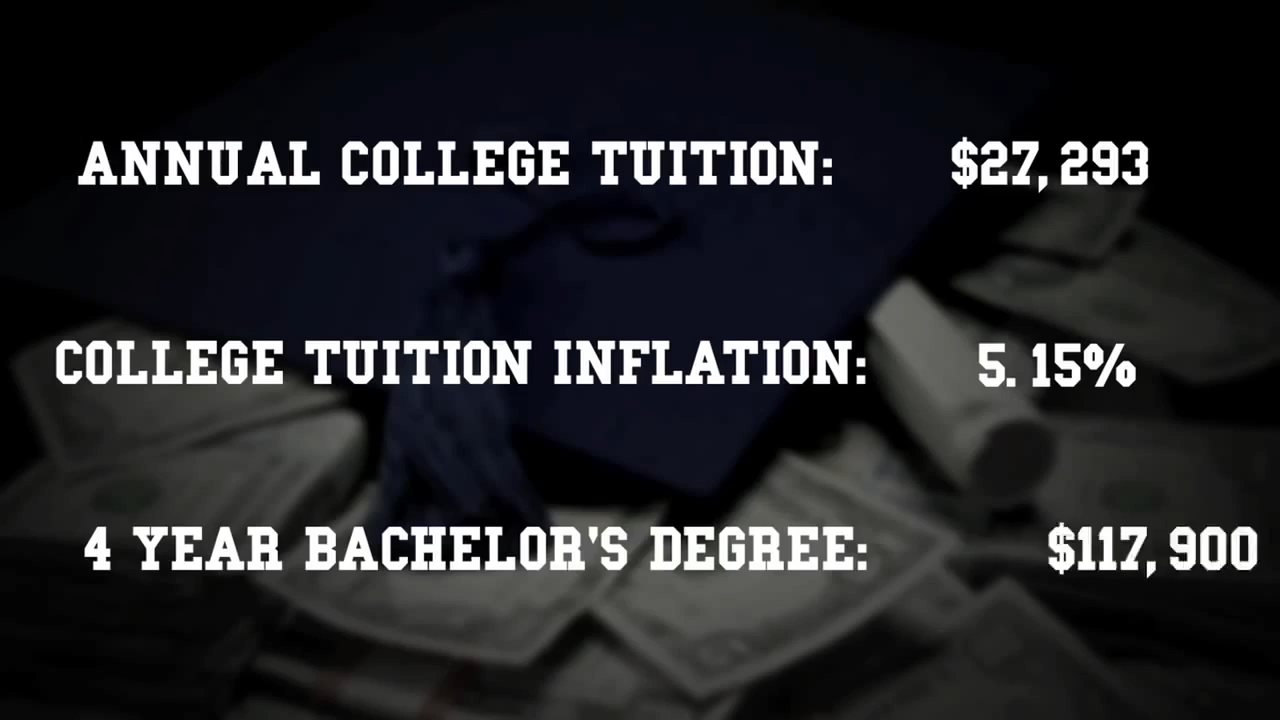 ANNUAL COLLEGE TUITION: $27,293
COLLEGE TUITION INFLATION: 5.15%
4 YEAR BACHELOR'S DEGREE: $117,900